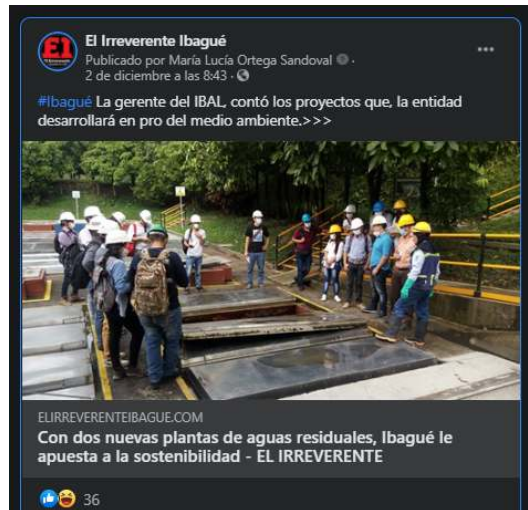 E1
El Irreverente Ibagué
Publicado por María Lucía Ortega Sandoval
2 de diciembre a las 8:43 ·
#Ibagué La gerente del IBAL, contó los proyectos que, la entidad
desarrollará en pro del medio ambiente.>>>
ELIRREVERENTEIBAGUE.COM
Con dos nuevas plantas de aguas residuales, Ibagué le
apuesta a la sostenibilidad - EL IRREVERENTE
36